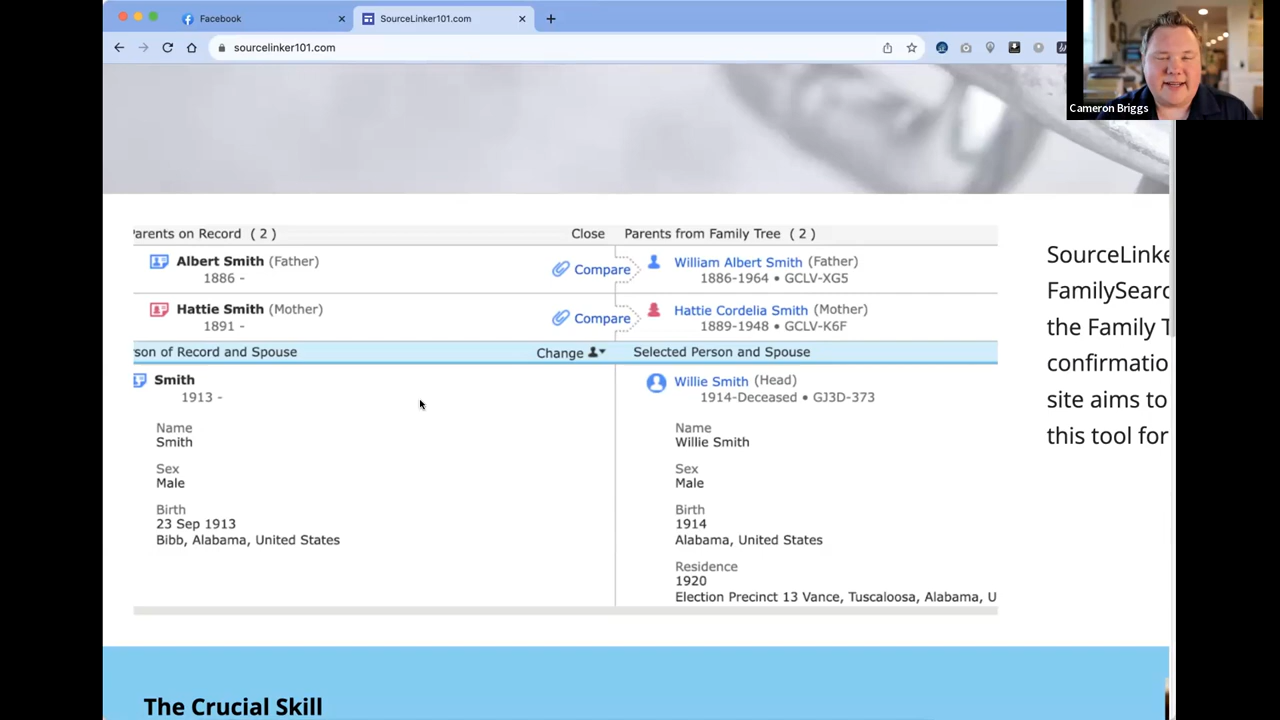 Facebook
SourceLinker101.com
sourcelinker101.com
Cameron Briggs
Parents on Record ( 2 ) Close Parents from Family Tree ( 2 )
Albert Smith (Father)
1886 -
Compare
William Albert Smith (Father)
1886-1964 • GCLV-XG5
Hattie Smith (Mother)
1891 -
Compare
Hattie Cordelia Smith (Mother)
1889-1948 • GCLV-K6F
rson of Record and Spouse Change Selected Person and Spouse
Smith
1913 -
Name
Smith
Sex
Male
Birth
23 Sep 1913
Bibb, Alabama, United States
Willie Smith (Head)
1914-Deceased • GJ3D-373
Name
Willie Smith
Sex
Male
Birth
1914
Alabama, United States
Residence
1920
Election Precinct 13 Vance, Tuscaloosa, Alabama, U
SourceLinke
FamilySearc
the Family T
confirmatio
site aims to
this tool for
The Crucial Skill